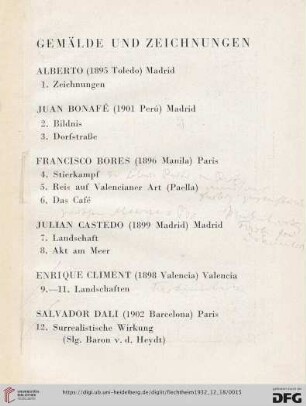 GEMÄLDE UND ZEICHNUNGEN
ALBERTO (1895 Toledo) Madrid
1. Zeichnungen
JUAN BONAFÉ (1901 Perú) Madrid
2. Bildnis
3. Dorfstraße
FRANCISCO BORES (1896 Manila) Paris
4. Stierkampf
5. Reis auf Valencianer Art (Paella)
6. Das Café
JULIAN CASTEDO (1899 Madrid) Madrid
7. Landschaft
8. Akt am Meer
ENRIQUE CLIMENT (1898 Valencia) Valencia
9.—11. Landschaften
SALVADOR DALI (1902 Barcelona) Paris
12. Surrealistische Wirkung
(Slg. Baron v. d. Heydt)
UNIVERSITÄTS-
BIBLIOTHEK
HEIDELBERG
https://digi.ub.uni-heidelberg.de/diglit/flechtheim1932_12_18/0015
Gefördert durch die
DFG